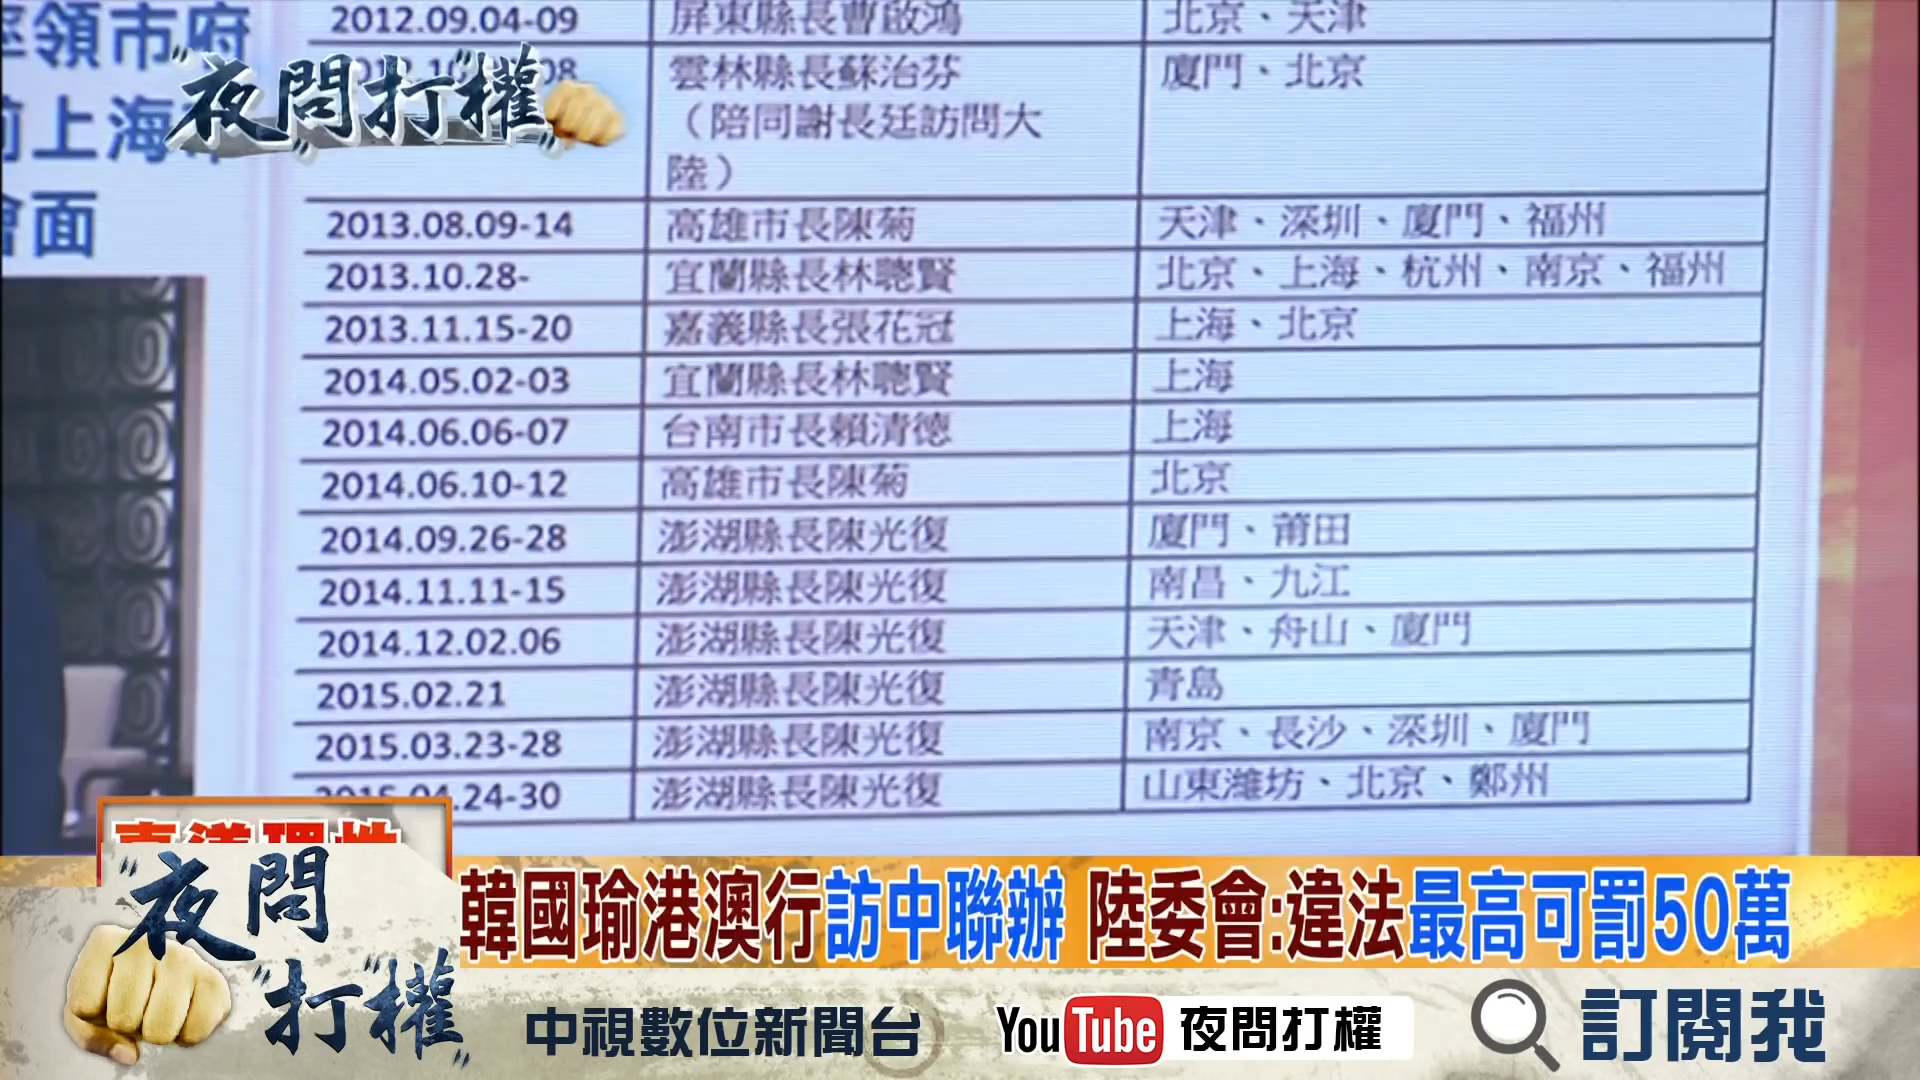 2012.09.04-09 屏東縣長曹啟鴻 北京、天津
領市府
雲林縣長蘇治芬 廈門、北京
（陪同謝長廷訪問大
陸）
上海
會面
"夜問打"權"
2013.08.09-14 高雄市長陳菊 天津、深圳、廈門、福州
2013.10.28- 宜蘭縣長林聰賢 北京、上海、杭州、南京、福州
2013.11.15-20 嘉義縣長張花冠 上海、北京
2014.05.02-03 宜蘭縣長林聰賢 上海
2014.06.06-07 台南市長賴清德 上海
2014.06.10-12 高雄市長陳菊 北京
2014.09.26-28 澎湖縣長陳光復 廈門、莆田
2014.11.11-15 澎湖縣長陳光復 南昌、九江
2014.12.02.06 澎湖縣長陳光復 天津、舟山、廈門
2015.02.21 澎湖縣長陳光復 青島
2015.03.23-28 澎湖縣長陳光復 南京、長沙、深圳、廈門
2015.04.24-30 澎湖縣長陳光復 山東濰坊、北京、鄭州
韓國瑜港澳行訪中聯辦 陸委會:違法最高可罰50萬
"夜問
"打"權"
中視數位新聞台 YouTube 夜問打權 訂閱我